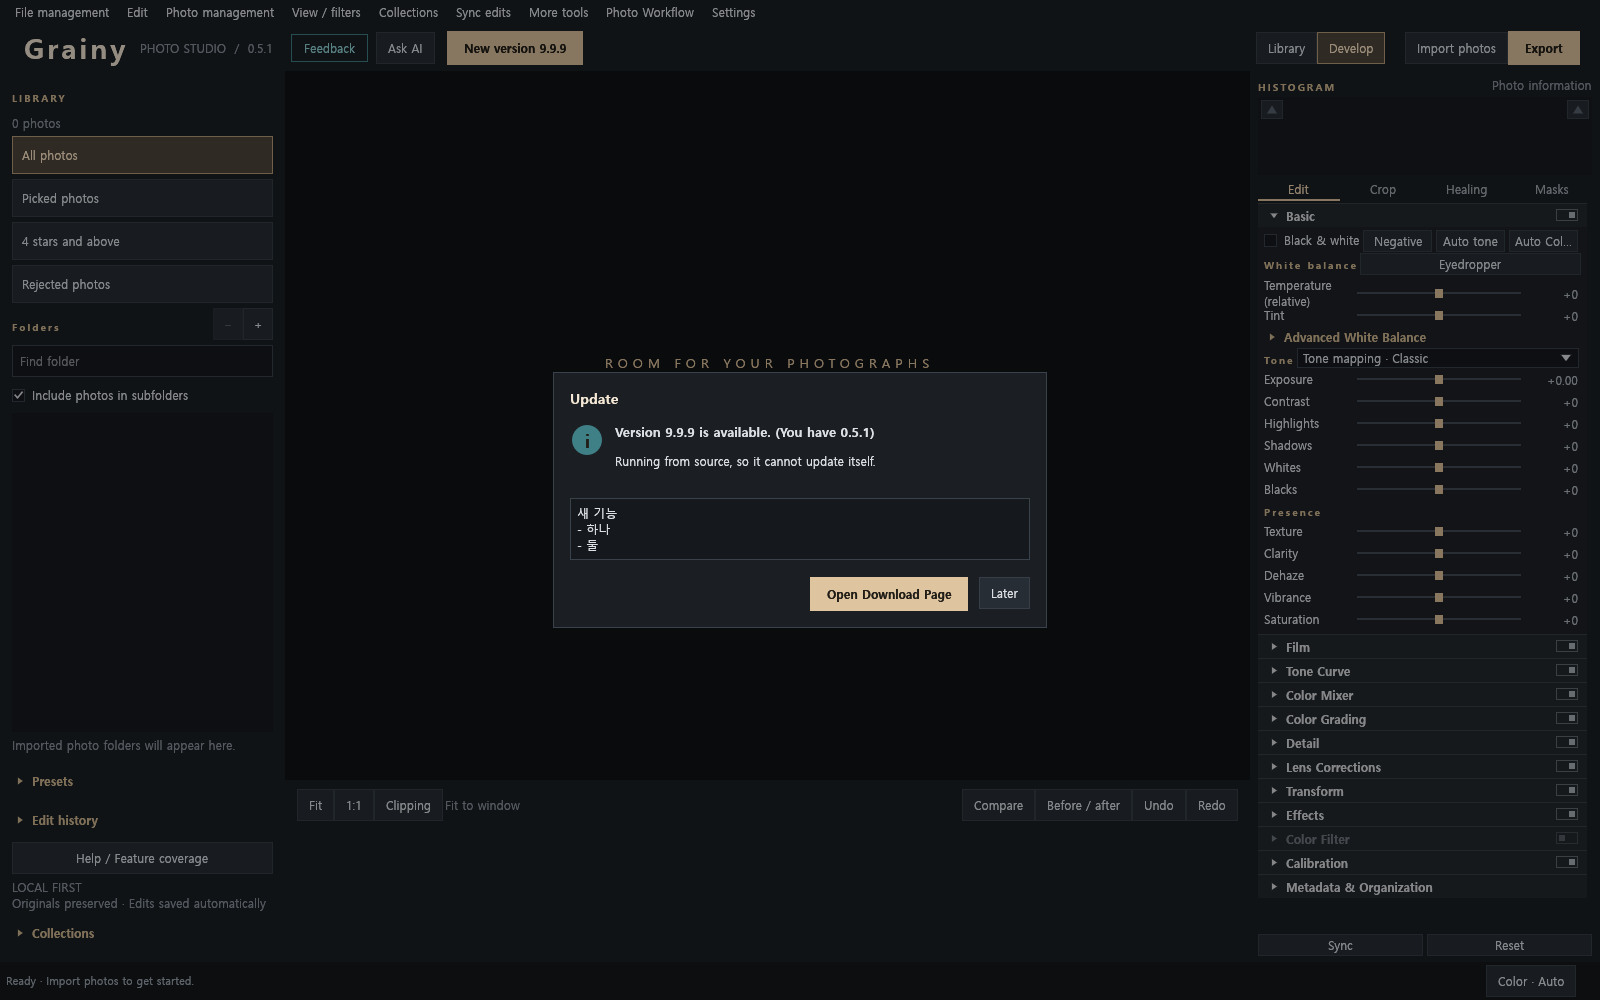 File management Edit Photo management View / filters Collections Sync edits More tools Photo Workflow Settings
Grainy PHOTO STUDIO / 0.5.1 Feedback Ask AI New version 9.9.9 Library Develop Import photos Export
LIBRARY
0 photos
All photos
Picked photos
4 stars and above
Rejected photos
Folders − +
Find folder
Include photos in subfolders
Imported photo folders will appear here.
Presets
Edit history
Help / Feature coverage
LOCAL FIRST
Originals preserved · Edits saved automatically
Collections
ROOM FOR YOUR PHOTOGRAPHS
Update
Version 9.9.9 is available. (You have 0.5.1)
Running from source, so it cannot update itself.
새 기능
- 하나
- 둘
Open Download Page Later
Fit 1:1 Clipping Fit to window Compare Before / after Undo Redo
HISTOGRAM Photo information
Edit Crop Healing Masks
Basic
Black & white Negative Auto tone Auto Col...
White balance Eyedropper
Temperature
(relative) +0
Tint +0
Advanced White Balance
Tone Tone mapping · Classic
Exposure +0.00
Contrast +0
Highlights +0
Shadows +0
Whites +0
Blacks +0
Presence
Texture +0
Clarity +0
Dehaze +0
Vibrance +0
Saturation +0
Film
Tone Curve
Color Mixer
Color Grading
Detail
Lens Corrections
Transform
Effects
Color Filter
Calibration
Metadata & Organization
Sync Reset
Ready · Import photos to get started. Color · Auto